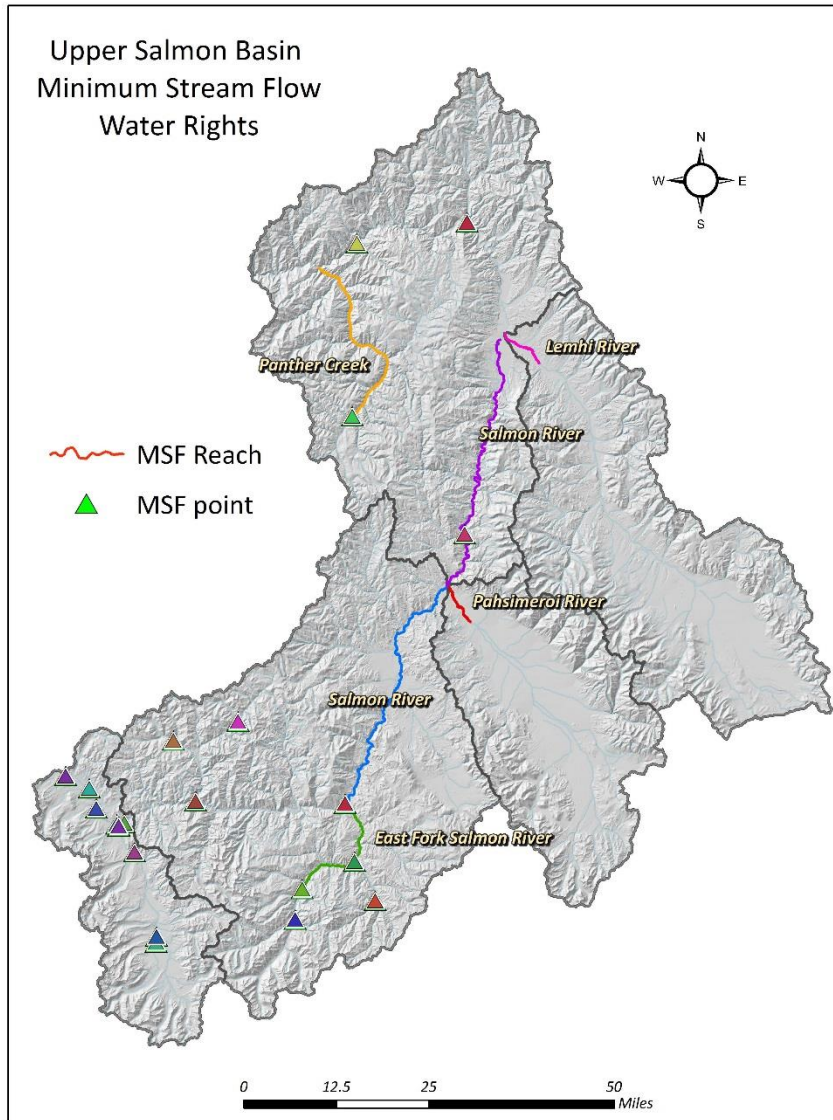 Upper Salmon Basin
Minimum Stream Flow
Water Rights
N
W E
S
Lemhi River
Panther Creek
Salmon River
MSF Reach
MSF point
Pahsimeroi River
Salmon River
East Fork Salmon River
0 12.5 25 50
Miles